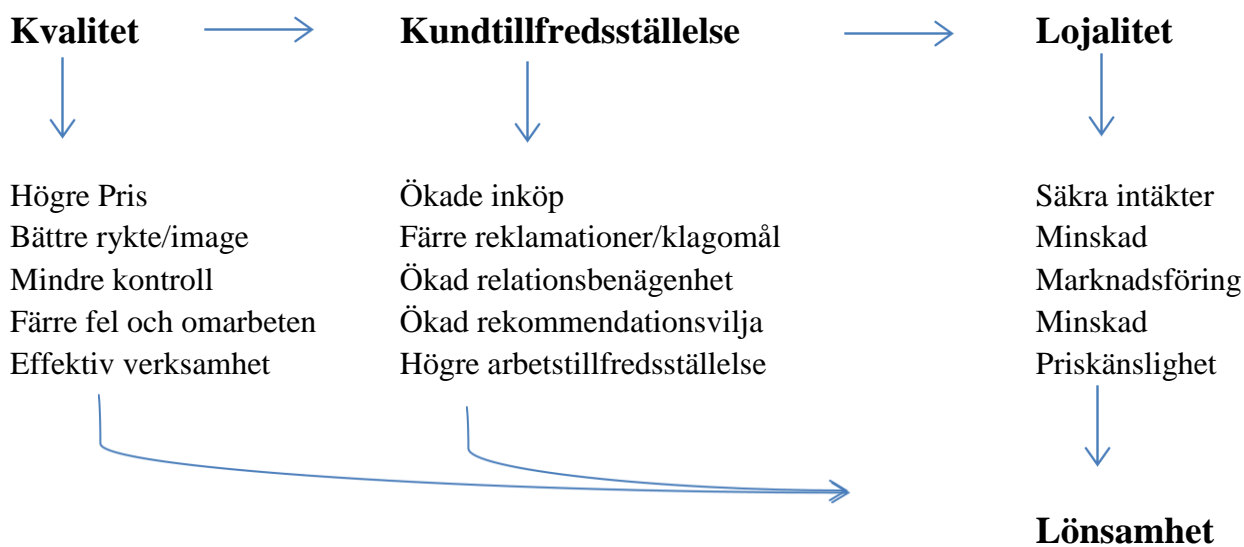 Kvalitet
Kundtillfredsställelse
Lojalitet
Högre Pris
Bättre rykte/image
Mindre kontroll
Färre fel och omarbeten
Effektiv verksamhet
Ökade inköp
Färre reklamationer/klagomål
Ökad relationsbenägenhet
Ökad rekommendationsvilja
Högre arbetstillfredsställelse
Säkra intäkter
Minskad
Marknadsföring
Minskad
Priskänslighet
Lönsamhet